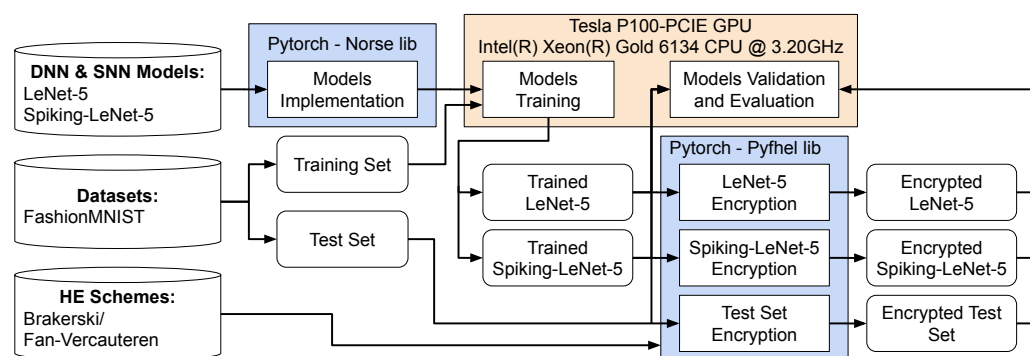 Tesla P100-PCIE GPU
Intel(R) Xeon(R) Gold 6134 CPU @ 3.20GHz
Pytorch - Norse lib
DNN & SNN Models:
LeNet-5
Spiking-LeNet-5
Models
Implementation
Models
Training
Models Validation
and Evaluation
Datasets:
FashionMNIST
Training Set
Test Set
Pytorch - Pyfhel lib
Trained
LeNet-5
LeNet-5
Encryption
Encrypted
LeNet-5
Trained
Spiking-LeNet-5
Spiking-LeNet-5
Encryption
Encrypted
Spiking-LeNet-5
HE Schemes:
Brakerski/
Fan-Vercauteren
Test Set
Encryption
Encrypted Test
Set